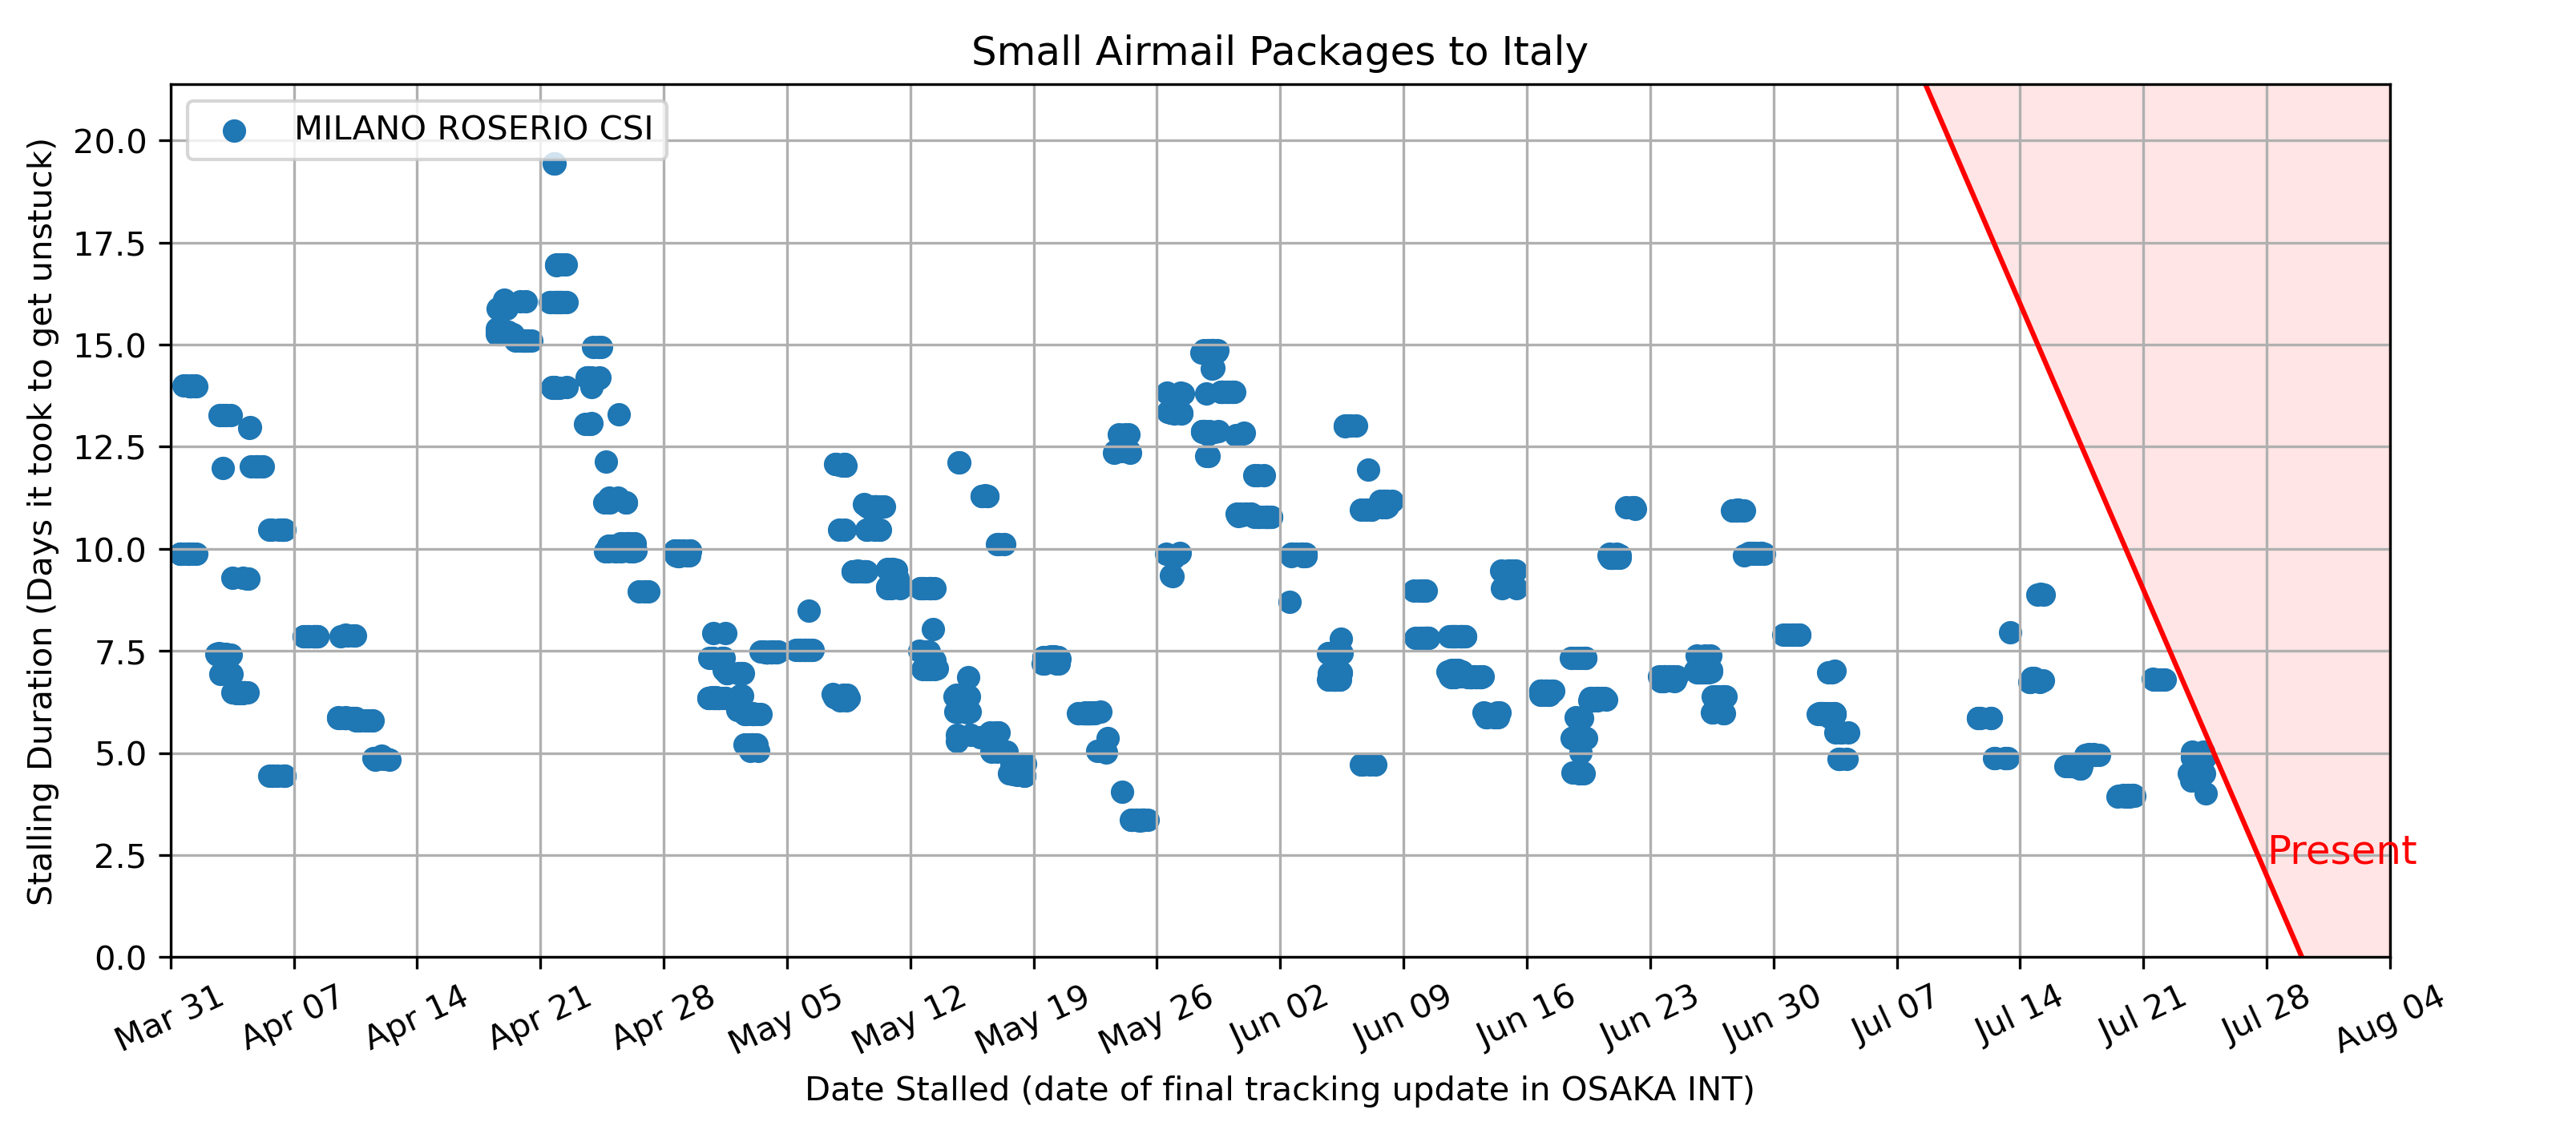 Small Airmail Packages to Italy
MILANO ROSERIO CSI
Stalling Duration (Days it took to get unstuck)
20.0
17.5
15.0
12.5
10.0
7.5
5.0
2.5
0.0
Present
Mar 31
Apr 07
Apr 14
Apr 21
Apr 28
May 05
May 12
May 19
May 26
Jun 02
Jun 09
Jun 16
Jun 23
Jun 30
Jul 07
Jul 14
Jul 21
Jul 28
Aug 04
Date Stalled (date of final tracking update in OSAKA INT)